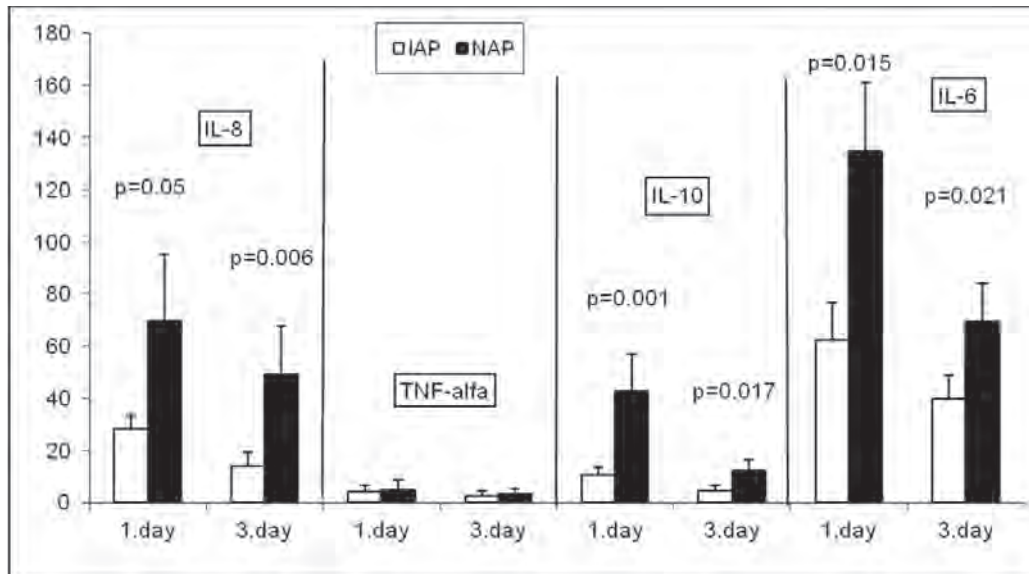 180
160
140
120
100
80
60
40
20
0
IAP NAP
IL-8
p=0.05
p=0.006
TNF-alfa
IL-10
p=0.001
p=0.017
p=0.015
IL-6
p=0.021
1.day 3.day 1.day 3.day 1.day 3.day 1.day 3.day